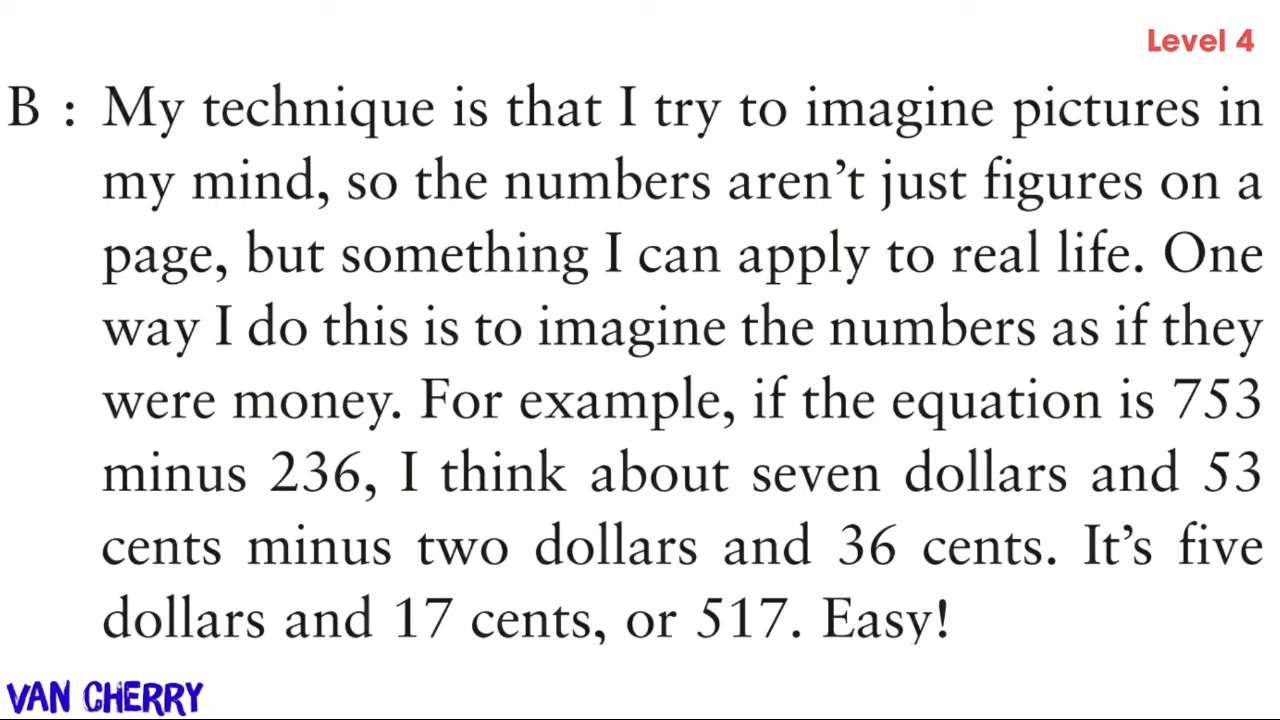 Level 4
B : My technique is that I try to imagine pictures in
my mind, so the numbers aren’t just figures on a
page, but something I can apply to real life. One
way I do this is to imagine the numbers as if they
were money. For example, if the equation is 753
minus 236, I think about seven dollars and 53
cents minus two dollars and 36 cents. It’s five
dollars and 17 cents, or 517. Easy!
VAN CHERRY